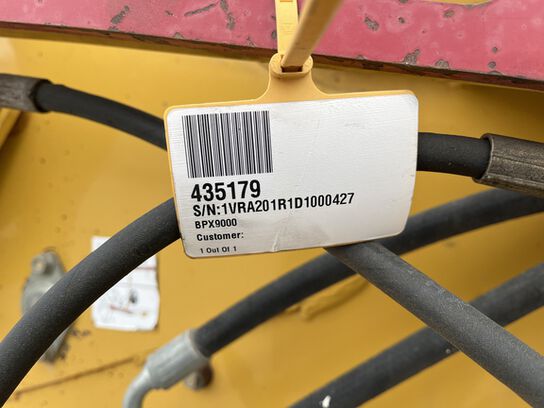 435179
S/N:1VRA201R1D1000427
BPX9000
Customer:
1 Out Of 1